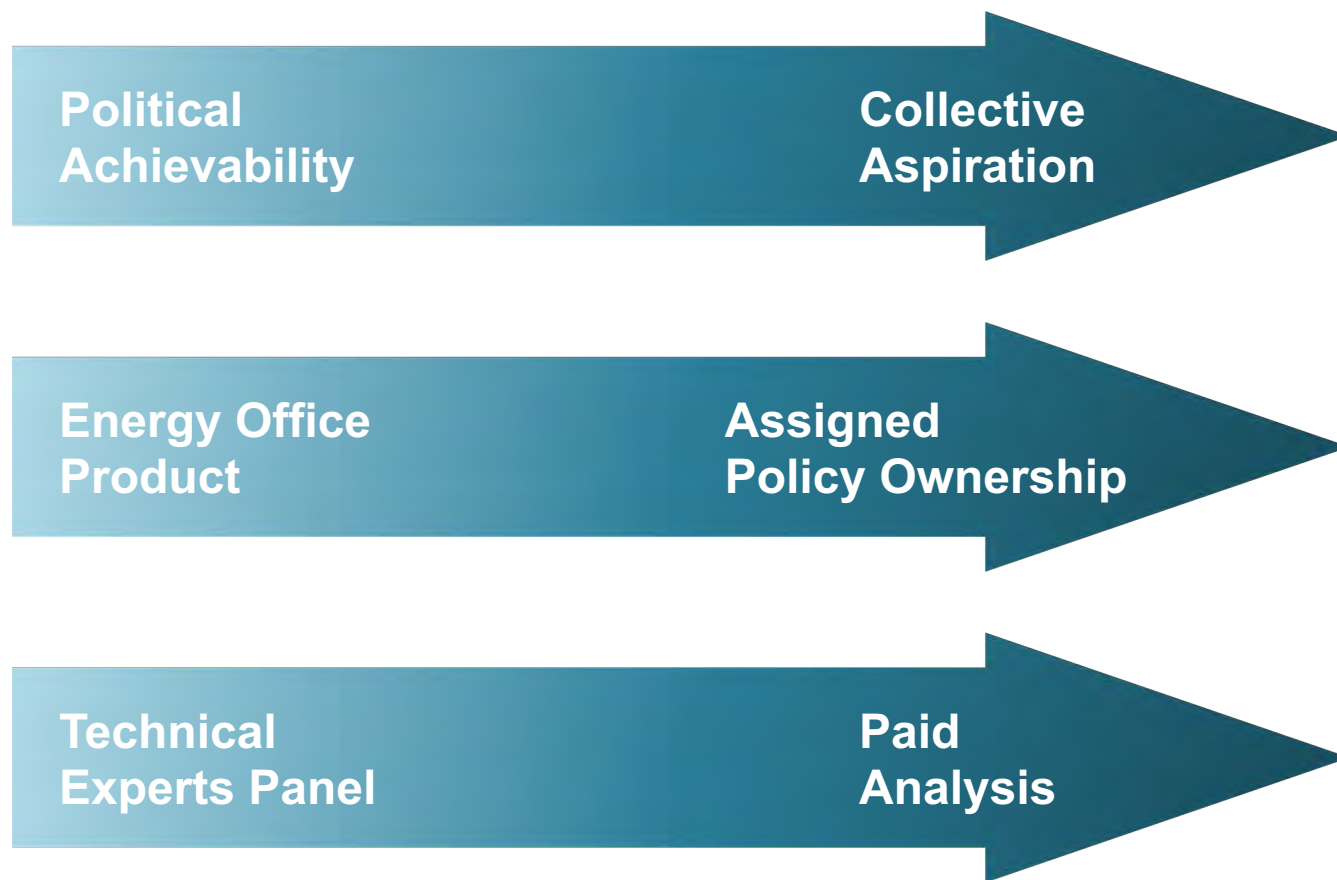 Political
Achievability
Collective
Aspiration
Energy Office
Product
Assigned
Policy Ownership
Technical
Experts Panel
Paid
Analysis